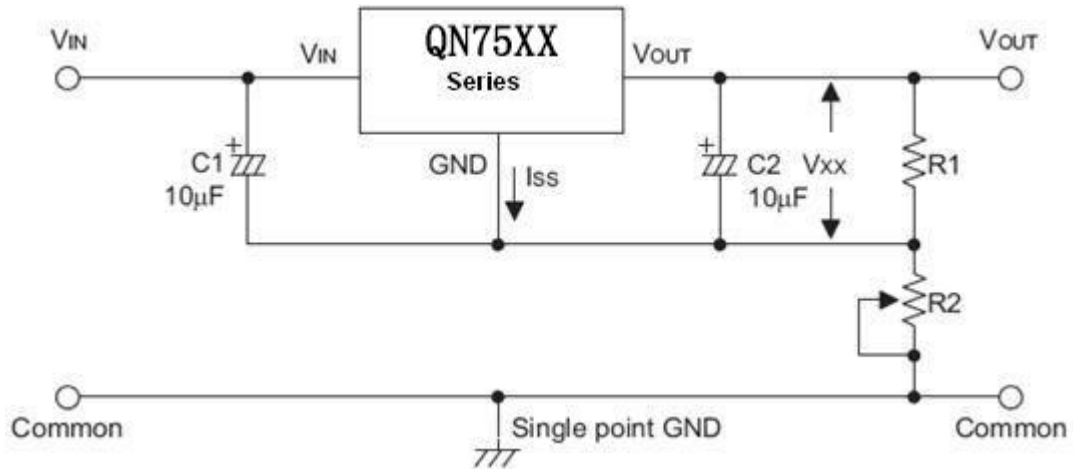 QN75XX
Series
VIN
VIN
VOUT
VOUT
C1
10μF
GND
ISS
C2
10μF
VXX
R1
R2
Common
Single point GND
Common